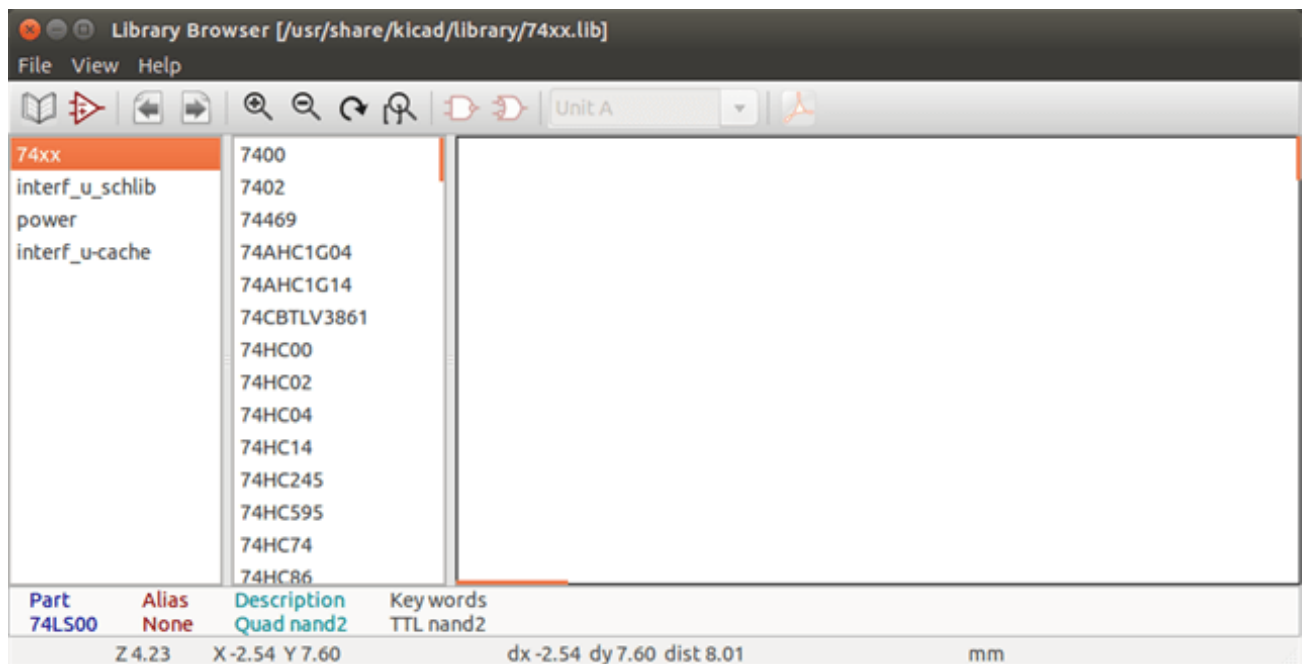 Library Browser [/usr/share/kicad/library/74xx.lib]
File View Help
Unit A
74xx
interf_u_schlib
power
interf_u-cache
7400
7402
74469
74AHC1G04
74AHC1G14
74CBTLV3861
74HC00
74HC02
74HC04
74HC14
74HC245
74HC595
74HC74
74HC86
Part Alias Description Key words
74LS00 None Quad nand2 TTL nand2
Z 4.23 X -2.54 Y 7.60 dx -2.54 dy 7.60 dist 8.01 mm